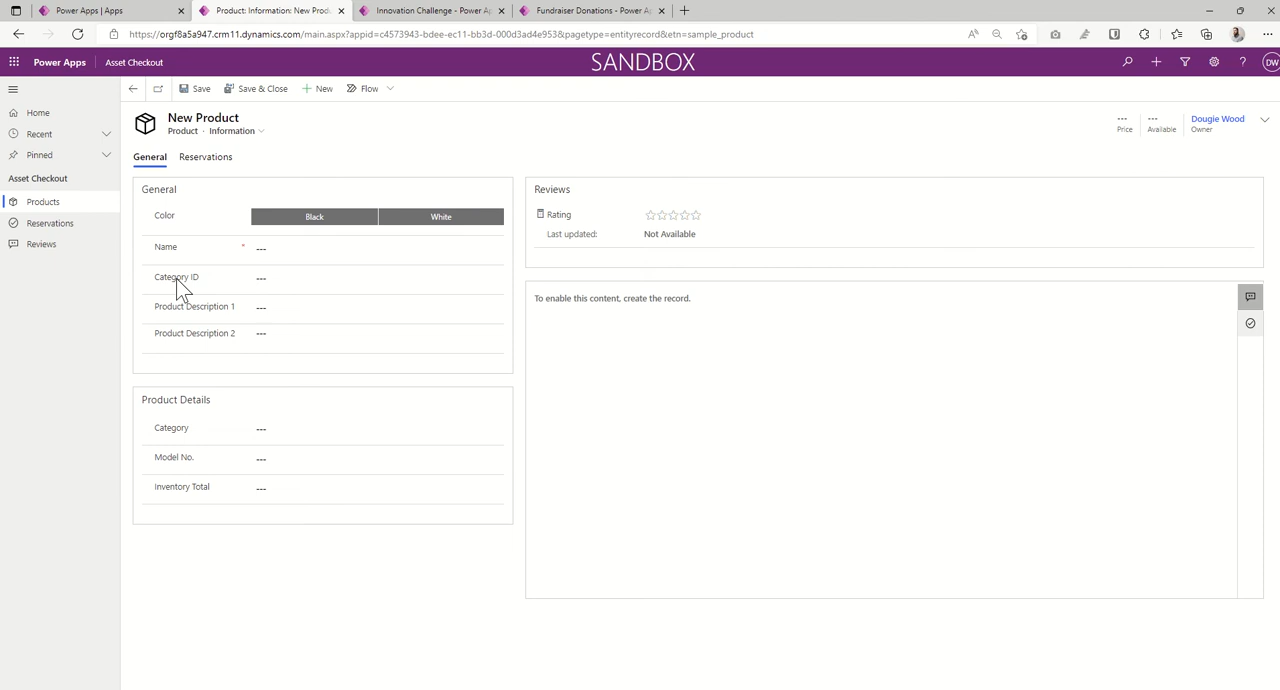 Power Apps | Apps
Product: Information: New Produ
Innovation Challenge - Power Ap
Fundraiser Donations - Power Ap
https://orgf8a5a947.crm11.dynamics.com/main.aspx?appid=c4573943-bdee-ec11-bb3d-000d3ad4e953&pagetype=entityrecord&etn=sample_product
Power Apps
Asset Checkout
SANDBOX
DW
Save
Save & Close
New
Flow
Home
Recent
Pinned
Asset Checkout
Products
Reservations
Reviews
New Product
Product · Information
---
Price
---
Available
Dougie Wood
Owner
General
Reservations
General
Color
Black
White
Name
*
---
Category ID
---
Product Description 1
---
Product Description 2
---
Product Details
Category
---
Model No.
---
Inventory Total
---
Reviews
Rating
Last updated:
Not Available
To enable this content, create the record.